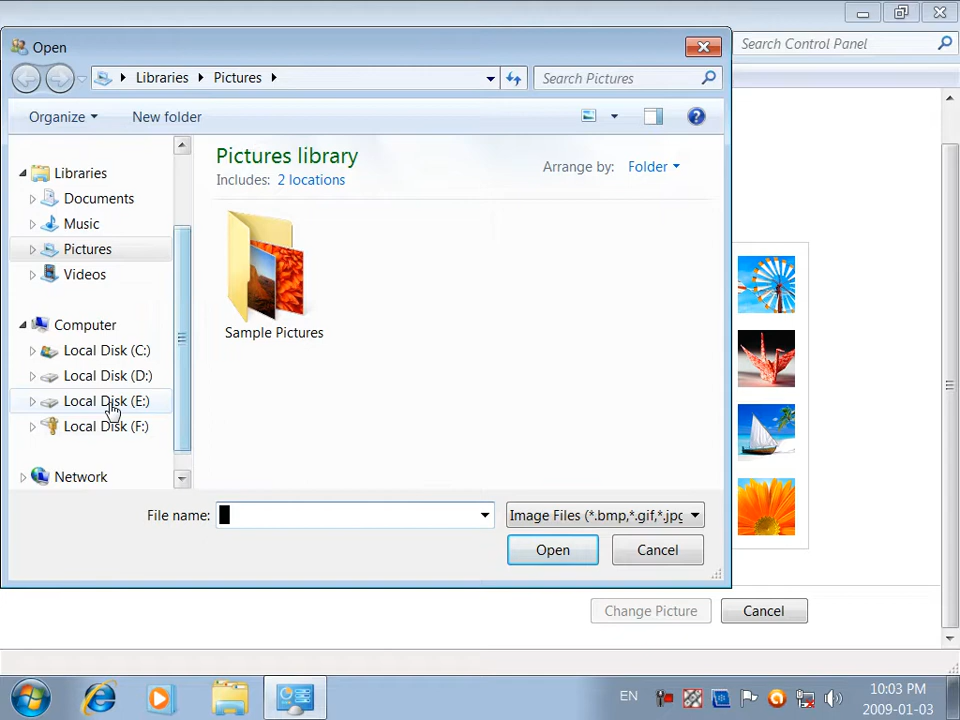 Open
Search Control Panel
Libraries Pictures
Search Pictures
Organize New folder
Libraries
Documents
Music
Pictures
Videos
Computer
Local Disk (C:)
Local Disk (D:)
Local Disk (E:)
Local Disk (F:)
Network
Pictures library
Includes: 2 locations
Arrange by: Folder
Sample Pictures
File name:
Image Files (*.bmp,*.gif,*.jpg
Open Cancel
Change Picture Cancel
EN
10:03 PM
2009-01-03